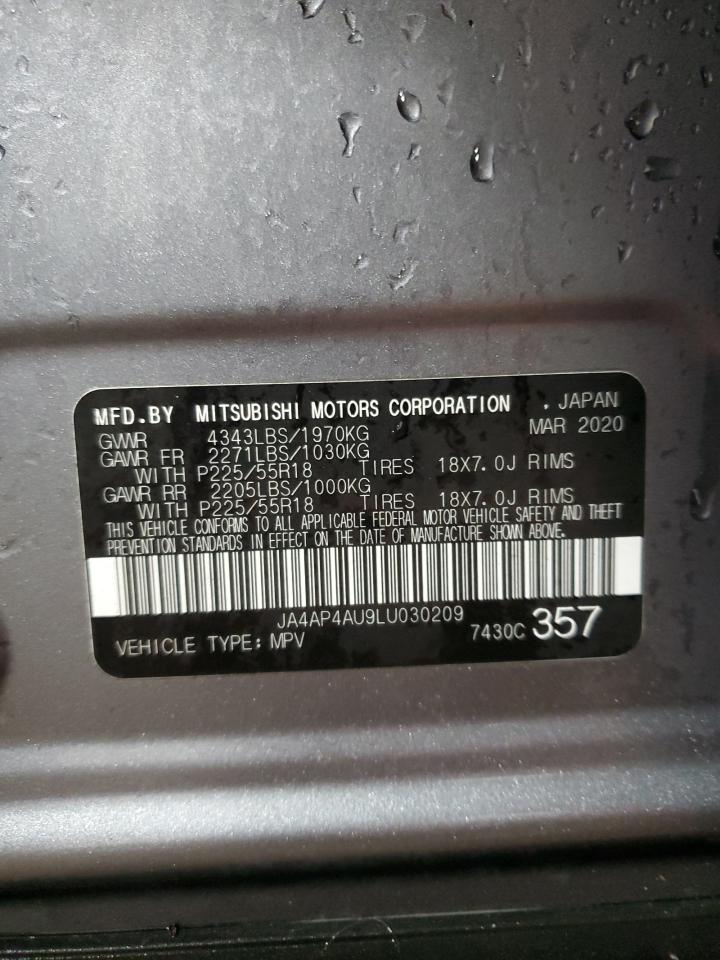 MFD.BY MITSUBISHI MOTORS CORPORATION , JAPAN
GVWR 4343LBS/1970KG MAR 2020
GAWR FR 2271LBS/1030KG
WITH P225/55R18 TIRES 18X7.0J RIMS
GAWR RR 2205LBS/1000KG
WITH P225/55R18 TIRES 18X7.0J RIMS
THIS VEHICLE CONFORMS TO ALL APPLICABLE FEDERAL MOTOR VEHICLE SAFETY AND THEFT
PREVENTION STANDARDS IN EFFECT ON THE DATE OF MANUFACTURE SHOWN ABOVE.
JA4AP4AU9LU030209
VEHICLE TYPE: MPV 7430C 357